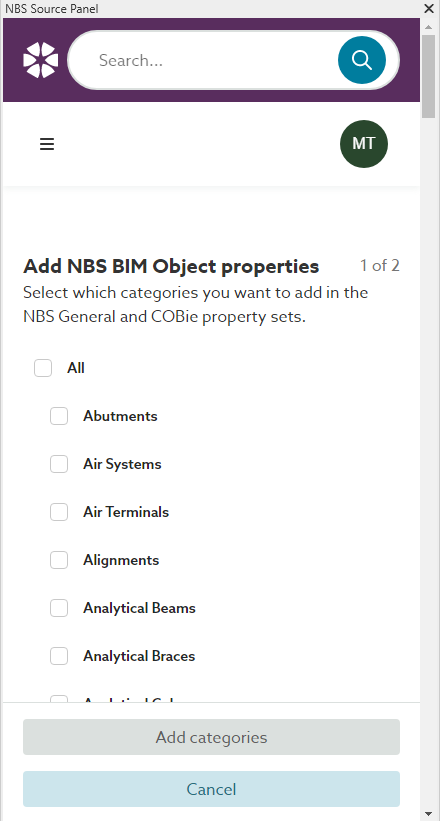 NBS Source Panel
Search...
MT
Add NBS BIM Object properties
1 of 2
Select which categories you want to add in the
NBS General and COBie property sets.
All
Abutments
Air Systems
Air Terminals
Alignments
Analytical Beams
Analytical Braces
Add categories
Cancel